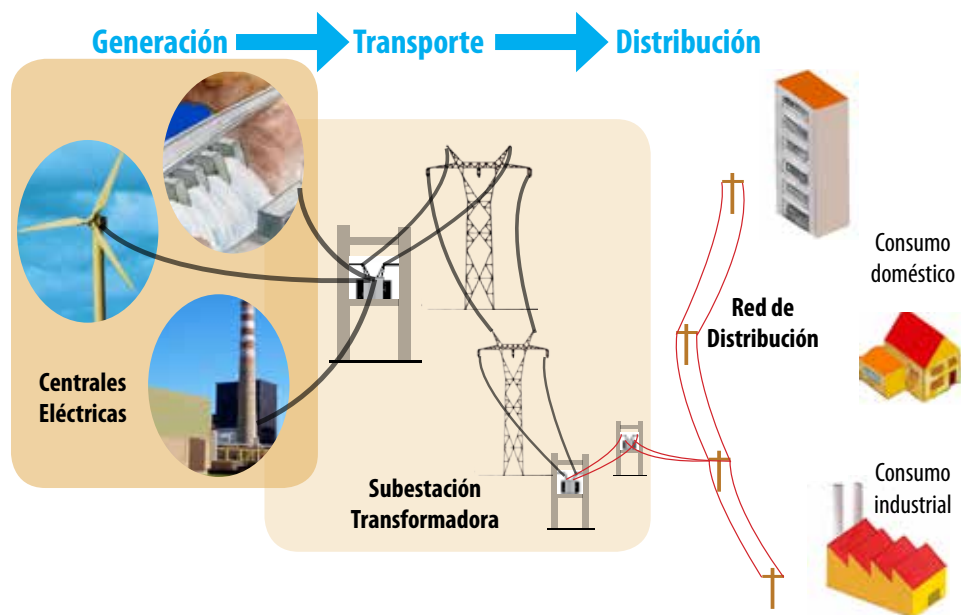 Generación
Transporte
Distribución
Centrales
Eléctricas
Subestación
Transformadora
Red de
Distribución
Consumo
doméstico
Consumo
industrial